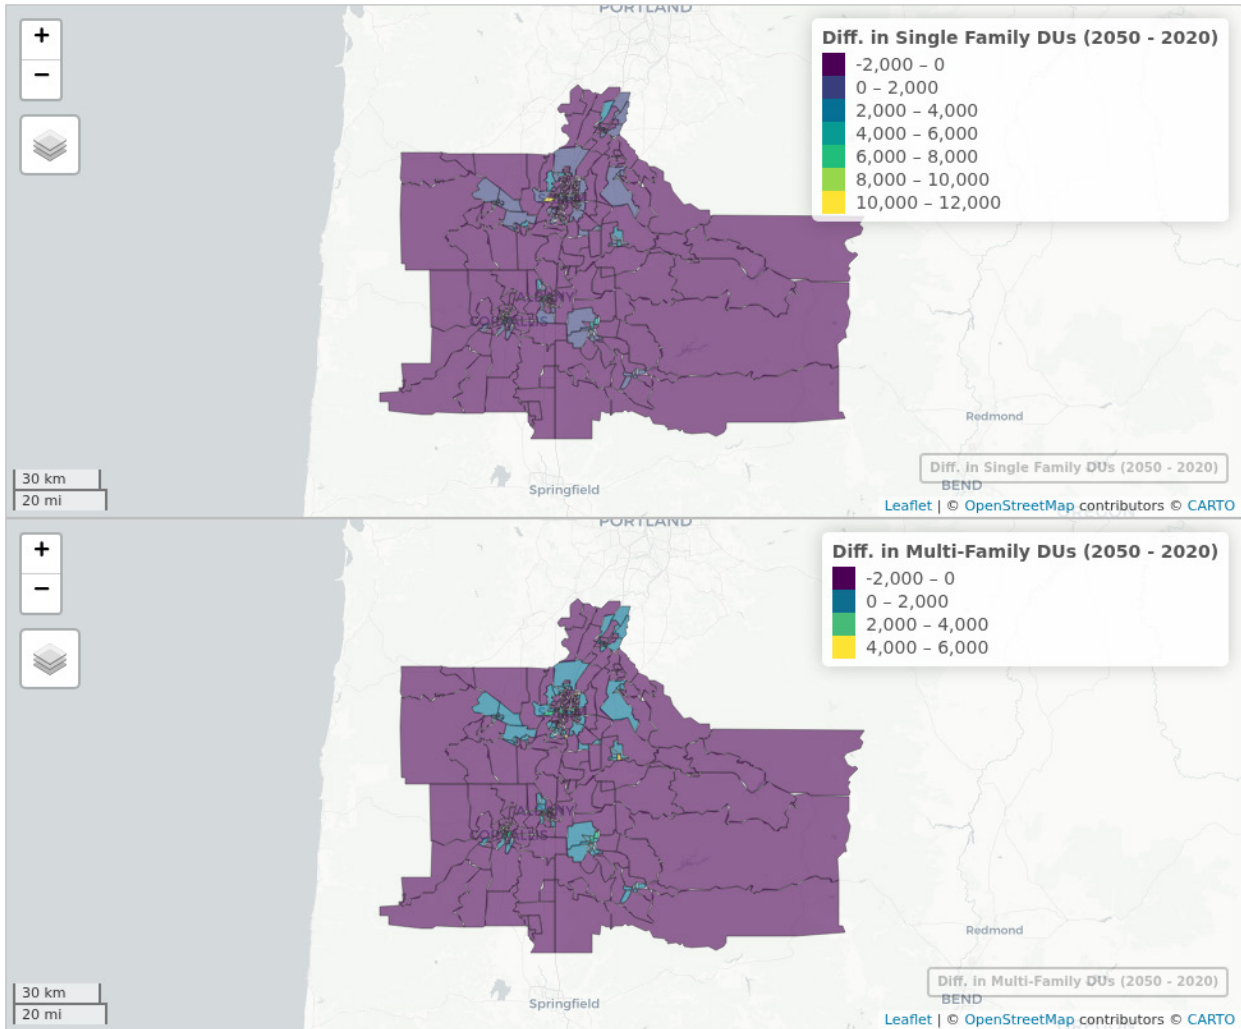 PORTLAND
+
−
Diff. in Single Family DUs (2050 - 2020)
-2,000 – 0
0 – 2,000
2,000 – 4,000
4,000 – 6,000
6,000 – 8,000
8,000 – 10,000
10,000 – 12,000
ALBANY
CORVALLIS
Redmond
30 km
20 mi
Springfield
Diff. in Single Family DUs (2050 - 2020)
BEND
Leaflet | © OpenStreetMap contributors © CARTO
PORTLAND
+
−
Diff. in Multi-Family DUs (2050 - 2020)
-2,000 – 0
0 – 2,000
2,000 – 4,000
4,000 – 6,000
ALBANY
CORVALLIS
Redmond
30 km
20 mi
Springfield
Diff. in Multi-Family DUs (2050 - 2020)
BEND
Leaflet | © OpenStreetMap contributors © CARTO